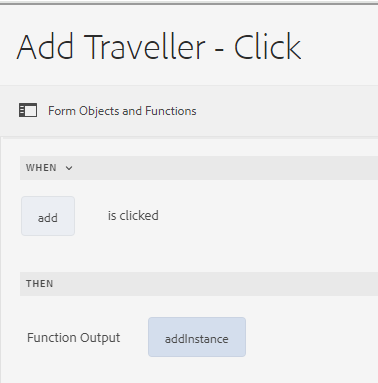 Add Traveller - Click
Form Objects and Functions
WHEN
add is clicked
THEN
Function Output addInstance